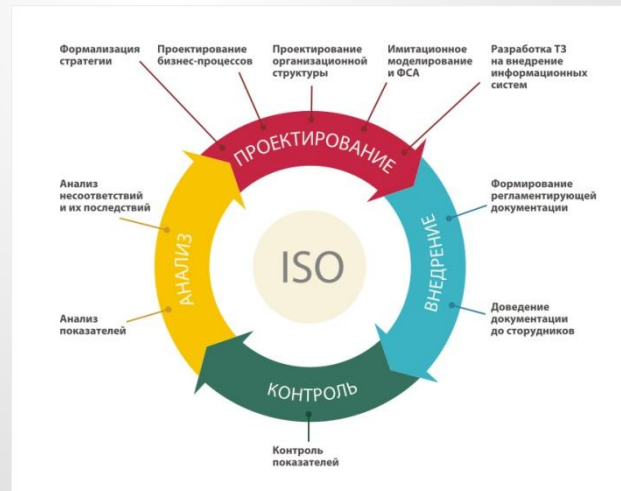 Формализация
стратегии
Проектирование
бизнес-процессов
Проектирование
организационной
структуры
Имитационное
моделирование
и ФСА
Разработка ТЗ
на внедрение
информационных
систем
ПРОЕКТИРОВАНИЕ
Анализ
несоответствий
и их последствий
Формирование
регламентирующей
документации
АНАЛИЗ
ISO
ВНЕДРЕНИЕ
Анализ
показателей
Доведение
документации
до сторудников
КОНТРОЛЬ
Контроль
показателей